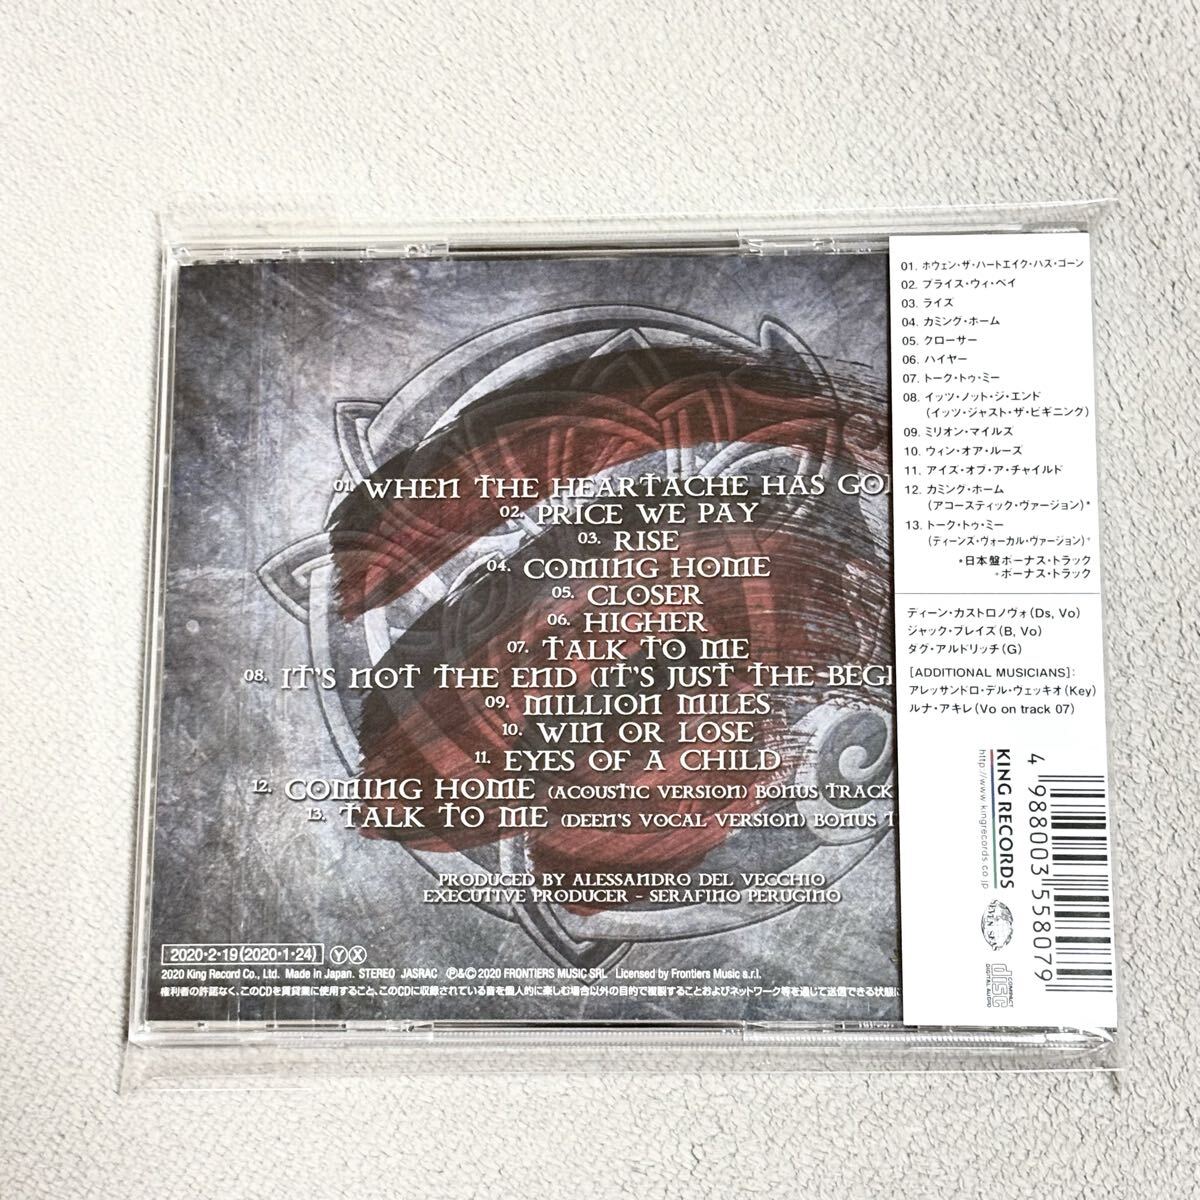 01. WHEN THE HEARTACHE HAS GO
02. PRICE WE PAY
03. RISE
04. COMING HOME
05. CLOSER
06. HIGHER
07. TALK TO ME
08. IT'S NOT THE END (IT'S JUST THE BEGI
09. MILLION MILES
10. WIN OR LOSE
11. EYES OF A CHILD
12. COMING HOME (ACOUSTIC VERSION) BONUS TRACK
13. TALK TO ME (DEEN'S VOCAL VERSION) BONUS T
PRODUCED BY ALESSANDRO DEL VECCHIO
EXECUTIVE PRODUCER - SERAFINO PERUGINO
2020・2・19(2020・1・24) Y X
2020 King Record Co., Ltd. Made in Japan. STEREO JASRAC ℗&© 2020 FRONTIERS MUSIC SRL Licensed by Frontiers Music s.r.l.
権利者の許諾なく、このCDを賃貸業に使用すること、このCDに収録されている音を個人的に楽しむ場合以外の目的で複製することおよびネットワーク等を通じて送信できる状態に
01. ホウェン・ザ・ハートエイク・ハズ・ゴーン
02. プライス・ウィ・ペイ
03. ライズ
04. カミング・ホーム
05. クローサー
06. ハイヤー
07. トーク・トゥ・ミー
08. イッツ・ノット・ジ・エンド
(イッツ・ジャスト・ザ・ビギニング)
09. ミリオン・マイルズ
10. ウィン・オア・ルーズ
11. アイズ・オブ・ア・チャイルド
12. カミング・ホーム
(アコースティック・ヴァージョン)*
13. トーク・トゥ・ミー
(ディーンズ・ヴォーカル・ヴァージョン)+
*日本盤ボーナス・トラック
+ボーナス・トラック
ディーン・カストロノヴォ(Ds, Vo)
ジャック・ブレイズ(B, Vo)
ダグ・アルドリッチ(G)
[ADDITIONAL MUSICIANS]:
アレッサンドロ・デル・ヴェッキオ(Key)
ルナ・アキレ(Vo on track 07)
KING RECORDS
http://www.kingrecords.co.jp
SEVEN SEAS
COMPACT
disc
DIGITAL AUDIO
4 988003 558079